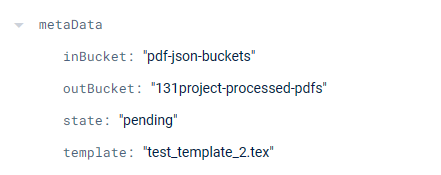 metaData
inBucket: "pdf-json-buckets"
outBucket: "131project-processed-pdfs"
state: "pending"
template: "test_template_2.tex"